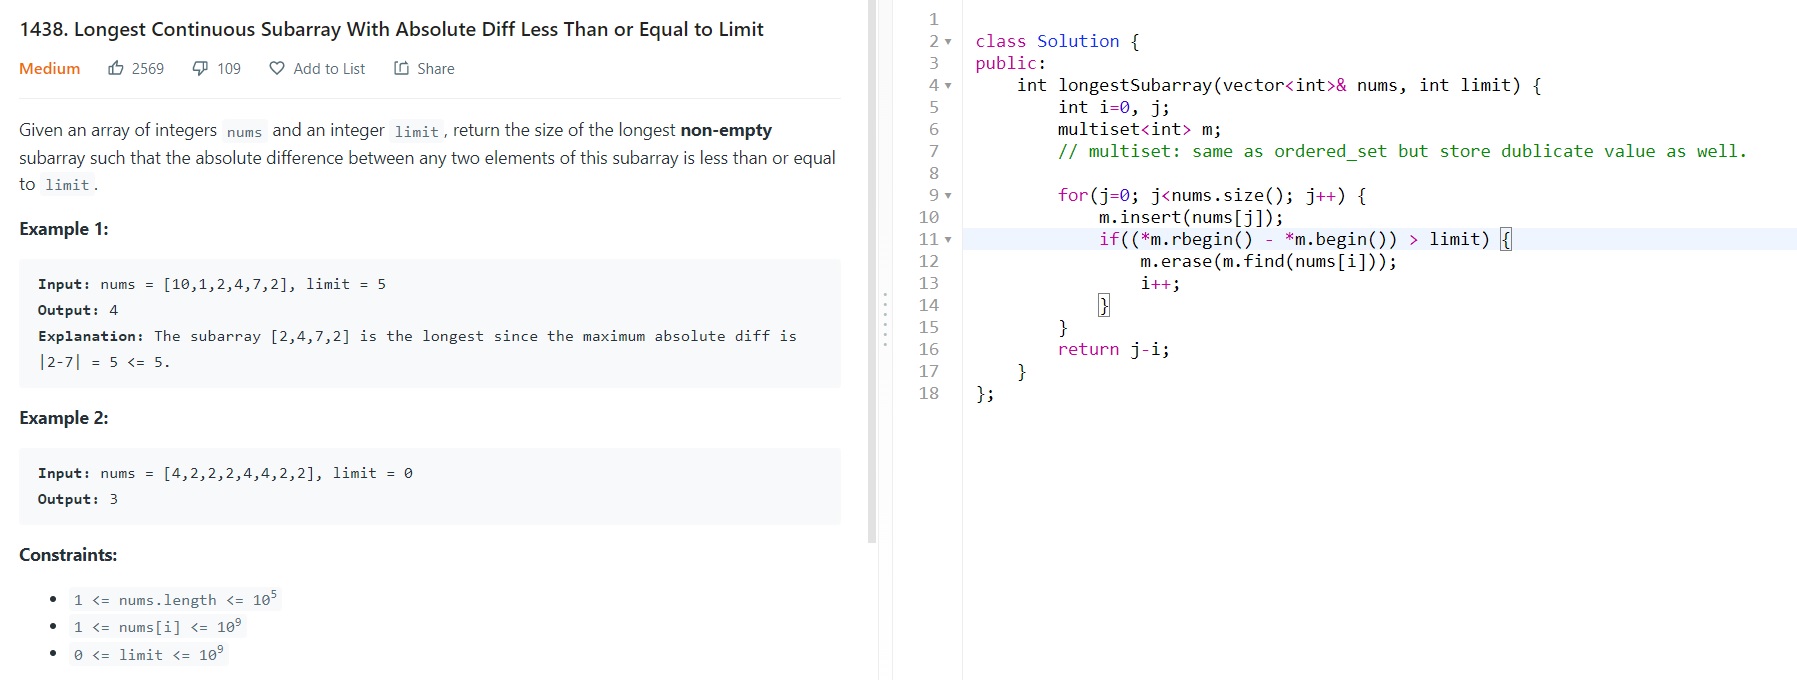 1438. Longest Continuous Subarray With Absolute Diff Less Than or Equal to Limit
Medium 2569 109 Add to List Share
Given an array of integers nums and an integer limit, return the size of the longest non-empty
subarray such that the absolute difference between any two elements of this subarray is less than or equal
to limit.
Example 1:
Input: nums = [10,1,2,4,7,2], limit = 5
Output: 4
Explanation: The subarray [2,4,7,2] is the longest since the maximum absolute diff is
|2-7| = 5 <= 5.
Example 2:
Input: nums = [4,2,2,2,4,4,2,2], limit = 0
Output: 3
Constraints:
• 1 <= nums.length <= 10⁵
• 1 <= nums[i] <= 10⁹
• 0 <= limit <= 10⁹
1
2 class Solution {
3 public:
4     int longestSubarray(vector<int>& nums, int limit) {
5         int i=0, j;
6         multiset<int> m;
7         // multiset: same as ordered_set but store dublicate value as well.
8
9         for(j=0; j<nums.size(); j++) {
10             m.insert(nums[j]);
11             if((*m.rbegin() - *m.begin()) > limit) {
12                 m.erase(m.find(nums[i]));
13                 i++;
14             }
15         }
16         return j-i;
17     }
18 };